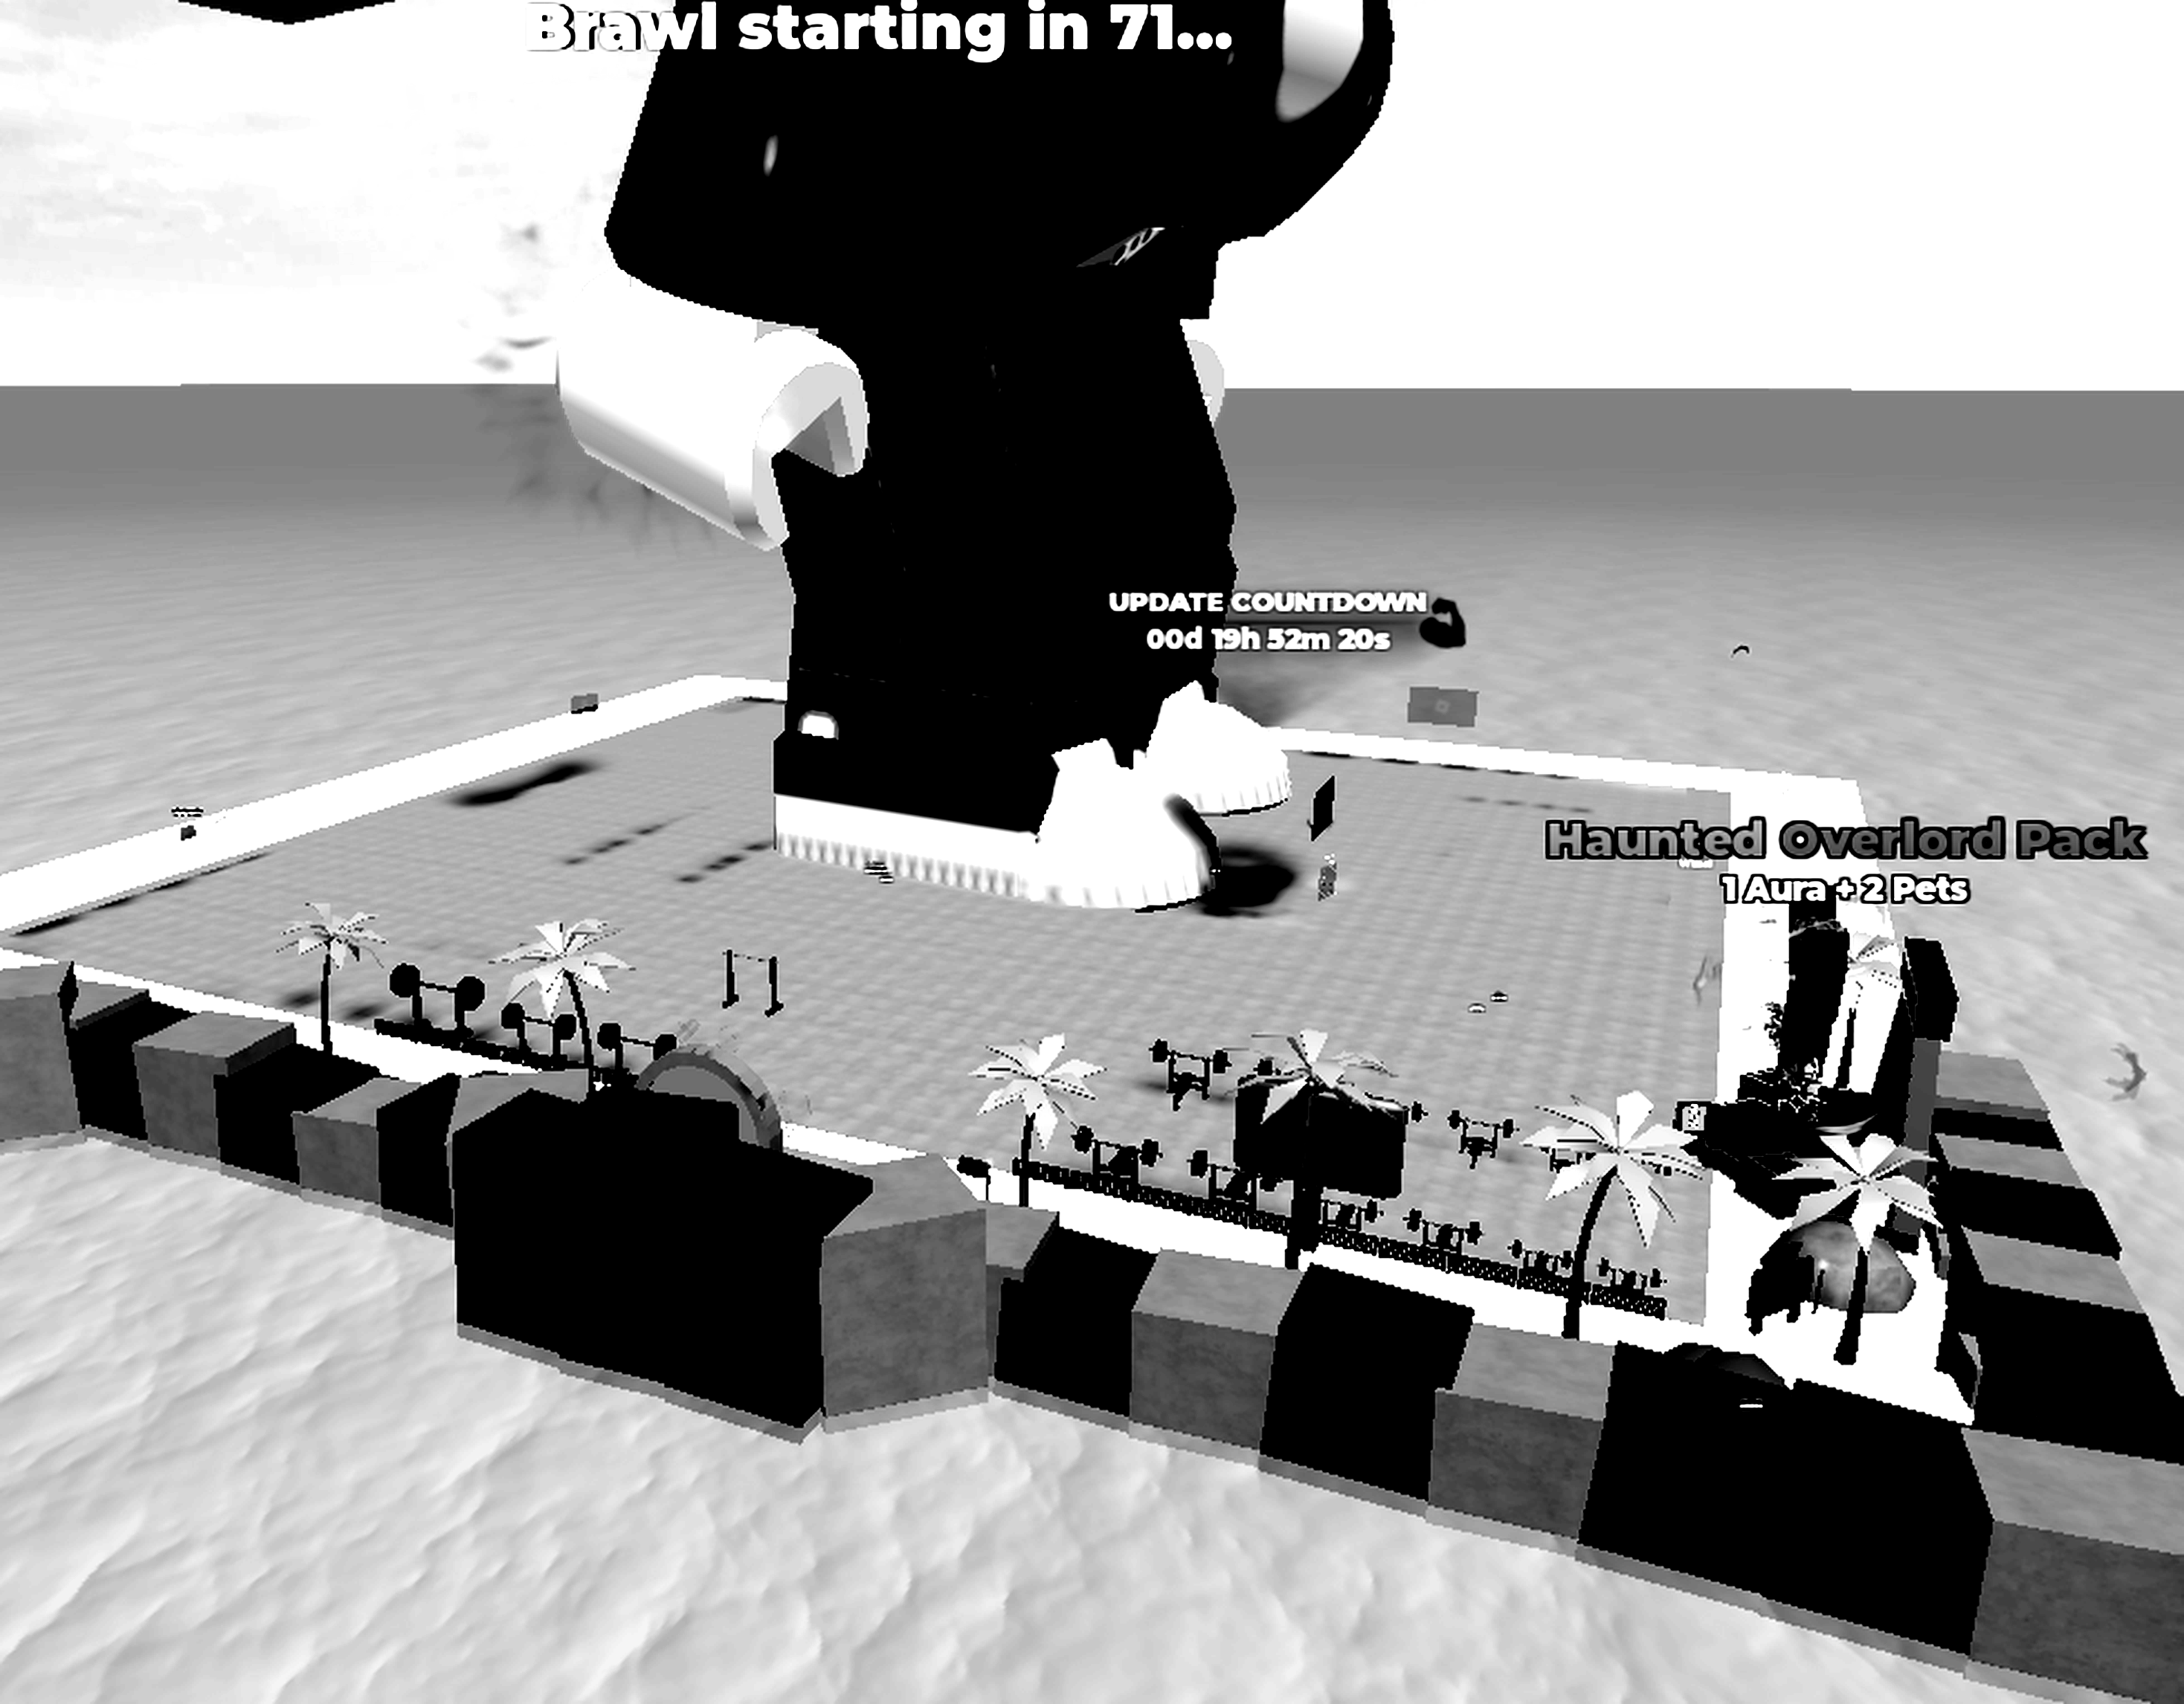 Brawl starting in 71...
UPDATE COUNTDOWN
00d 19h 52m 20s
Haunted Overlord Pack
1 Aura + 2 Pets